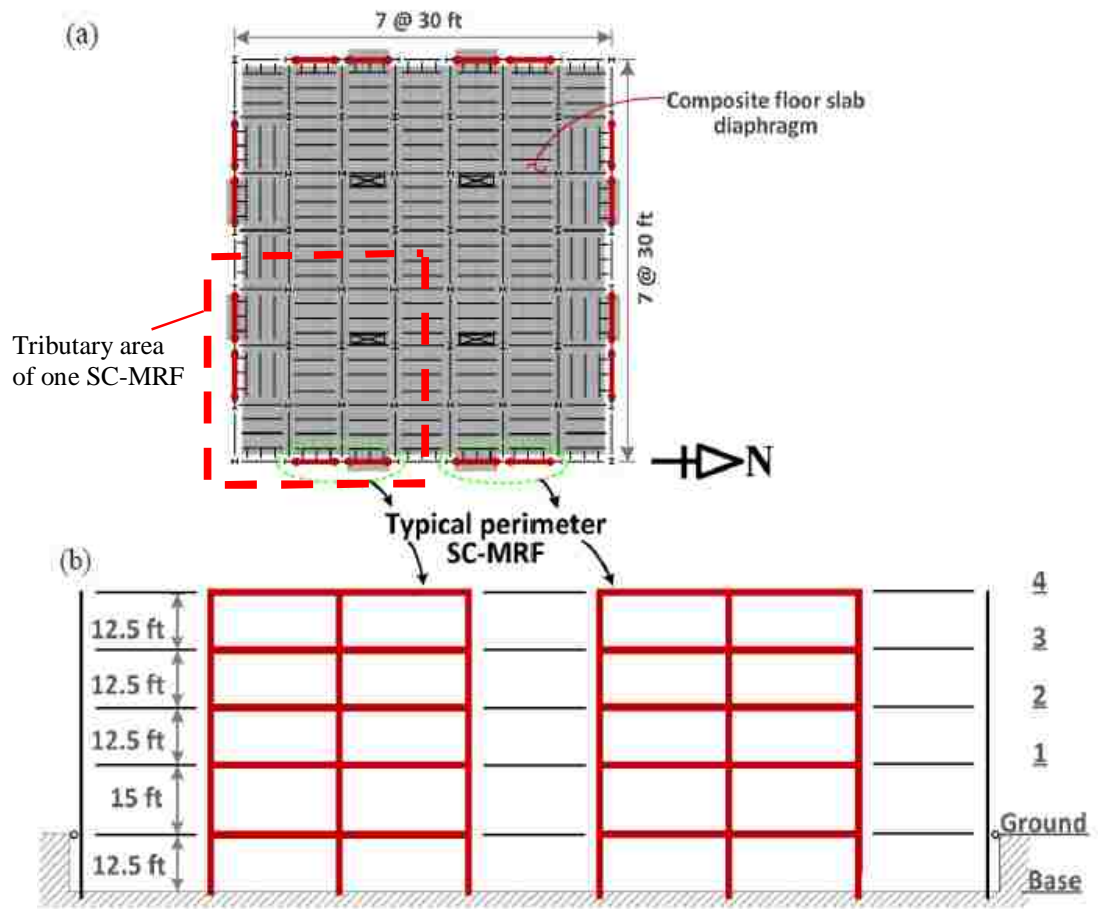 (a)
7 @ 30 ft
Composite floor slab
diaphragm
7 @ 30 ft
Tributary area
of one SC-MRF
N
Typical perimeter
SC-MRF
(b)
4
12.5 ft
3
12.5 ft
2
12.5 ft
1
15 ft
Ground
12.5 ft
Base